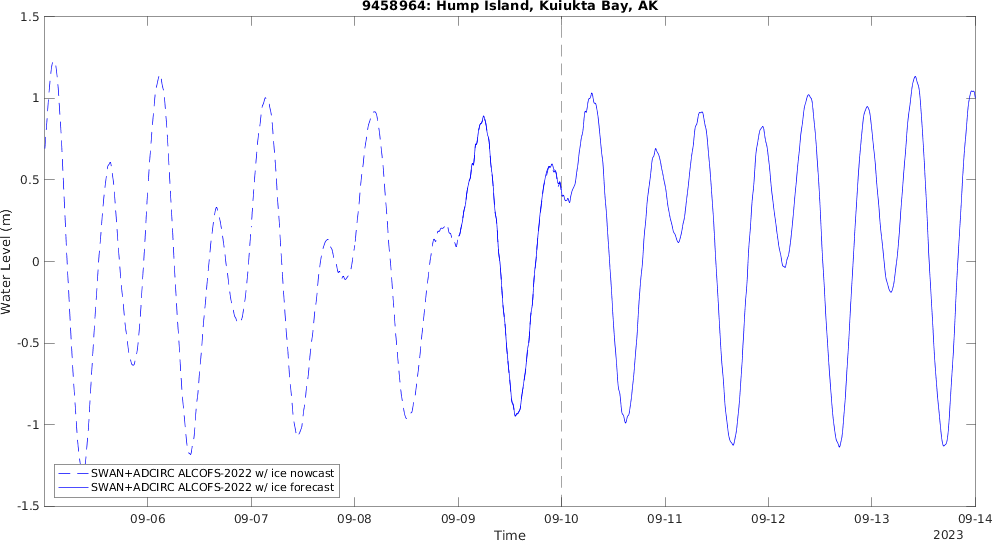 9458964: Hump Island, Kuiukta Bay, AK
1.5
1
0.5
0
-0.5
-1
-1.5
Water Level (m)
SWAN+ADCIRC ALCOFS-2022 w/ ice nowcast
SWAN+ADCIRC ALCOFS-2022 w/ ice forecast
09-06 09-07 09-08 09-09 09-10 09-11 09-12 09-13 09-14
Time
2023